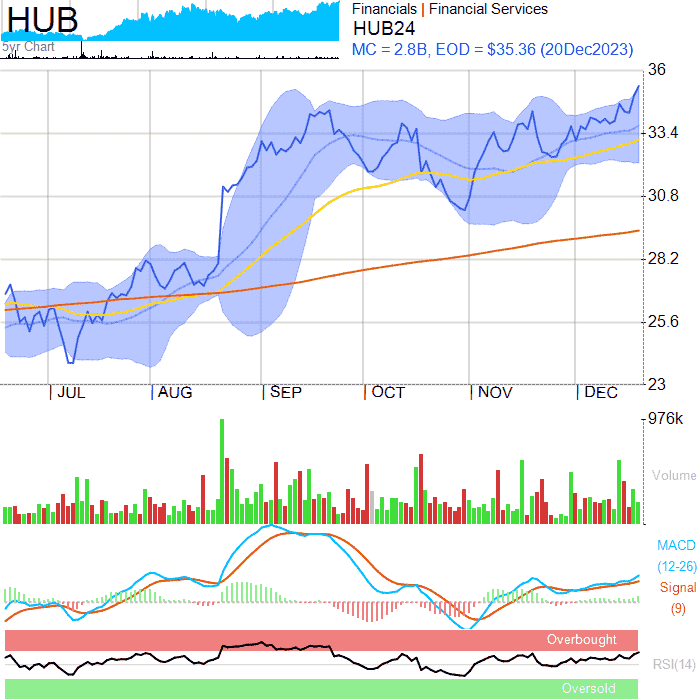 HUB
5yr Chart
Financials | Financial Services
HUB24
MC = 2.8B, EOD = $35.36 (20Dec2023)
36
33.4
30.8
28.2
25.6
23
JUL
AUG
SEP
OCT
NOV
DEC
976k
Volume
MACD
(12-26)
Signal
(9)
Overbought
RSI(14)
Oversold